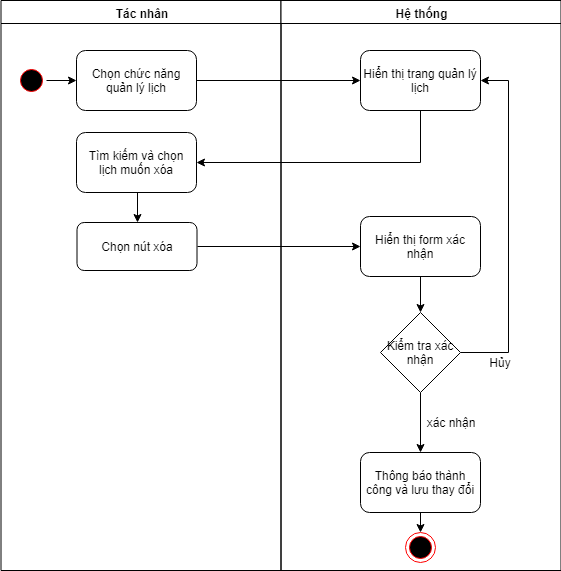 Tác nhân
Hệ thống
Chọn chức năng
quản lý lịch
Hiển thị trang quản lý
lịch
Tìm kiếm và chọn
lịch muốn xóa
Chọn nút xóa
Hiển thị form xác
nhận
Kiểm tra xác
nhận
Hủy
xác nhận
Thông báo thành
công và lưu thay đổi